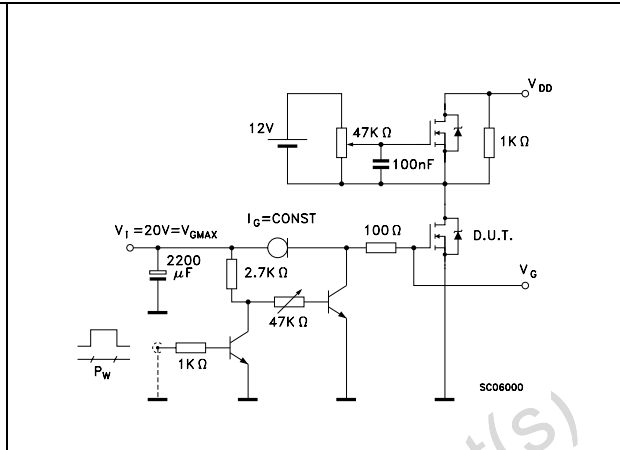 V DD
12V
47K Ω
1K Ω
100nF
I G =CONST
V I =20V=V GMAX
100 Ω
D.U.T.
2200
μF
2.7K Ω
V G
47K Ω
1K Ω
P W
SC06000
t(s)